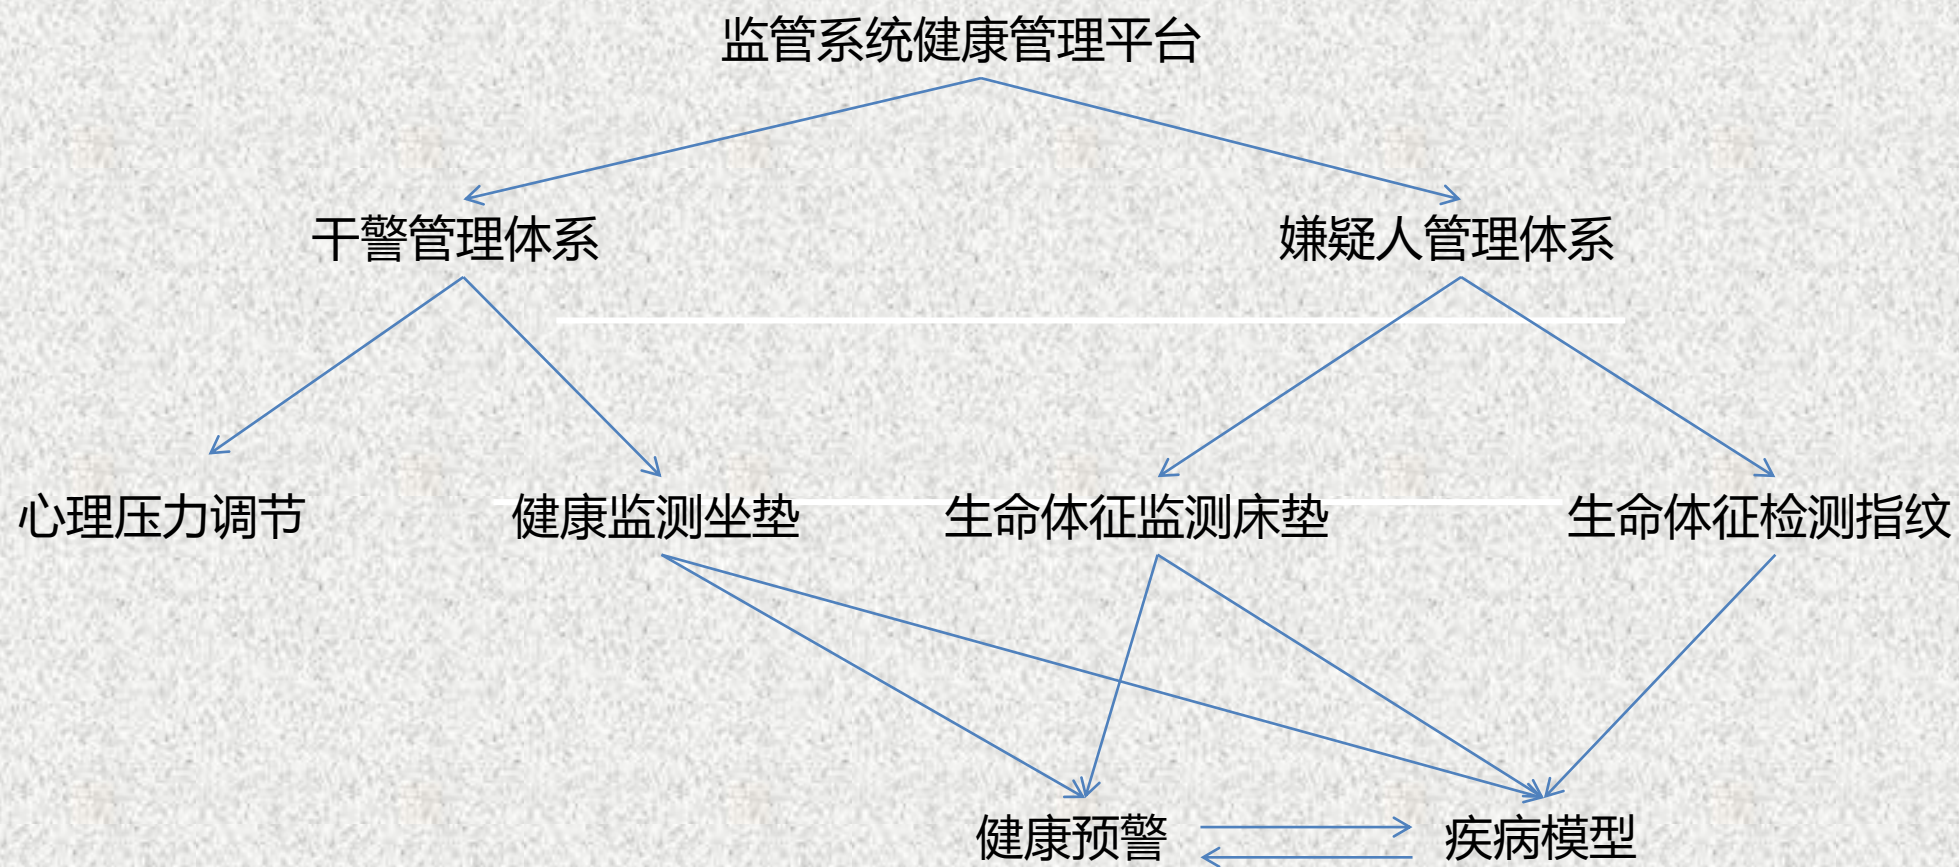 监管系统健康管理平台
干警管理体系
嫌疑人管理体系
心理压力调节
健康监测坐垫
生命体征监测床垫
生命体征检测指纹
健康预警
疾病模型